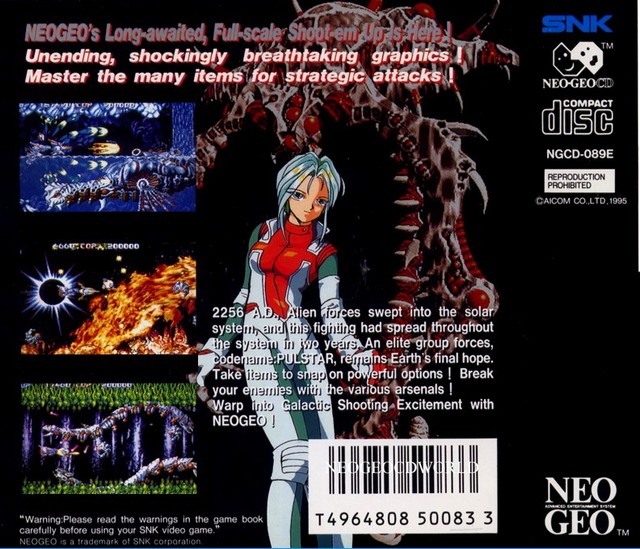 NEOGEO's Long-awaited, Full-scale Shoot-em Up is Here!
Unending, shockingly breathtaking graphics!
Master the many items for strategic attacks!
SNK
NEO·GEO CD
TM
COMPACT
disc
NGCD-089E
REPRODUCTION
PROHIBITED
©AICOM CO.,LTD.,1995
2256 A.D., Alien forces swept into the solar
system, and this fighting had spread throughout
the system in two years. An elite group forces,
codename:PULSTAR, remains Earth's final hope.
Take items to snap on powerful options! Break
your enemies with the various arsenals!
Warp into Galactic Shooting Excitement with
NEOGEO!
NEOGEOCDWORLD
T4964808 50083 3
"Warning:Please read the warnings in the game book
carefully before using your SNK video game."
NEOGEO is a trademark of SNK corporation.
NEO
ADVANCED ENTERTAINMENT SYSTEM
GEO
TM